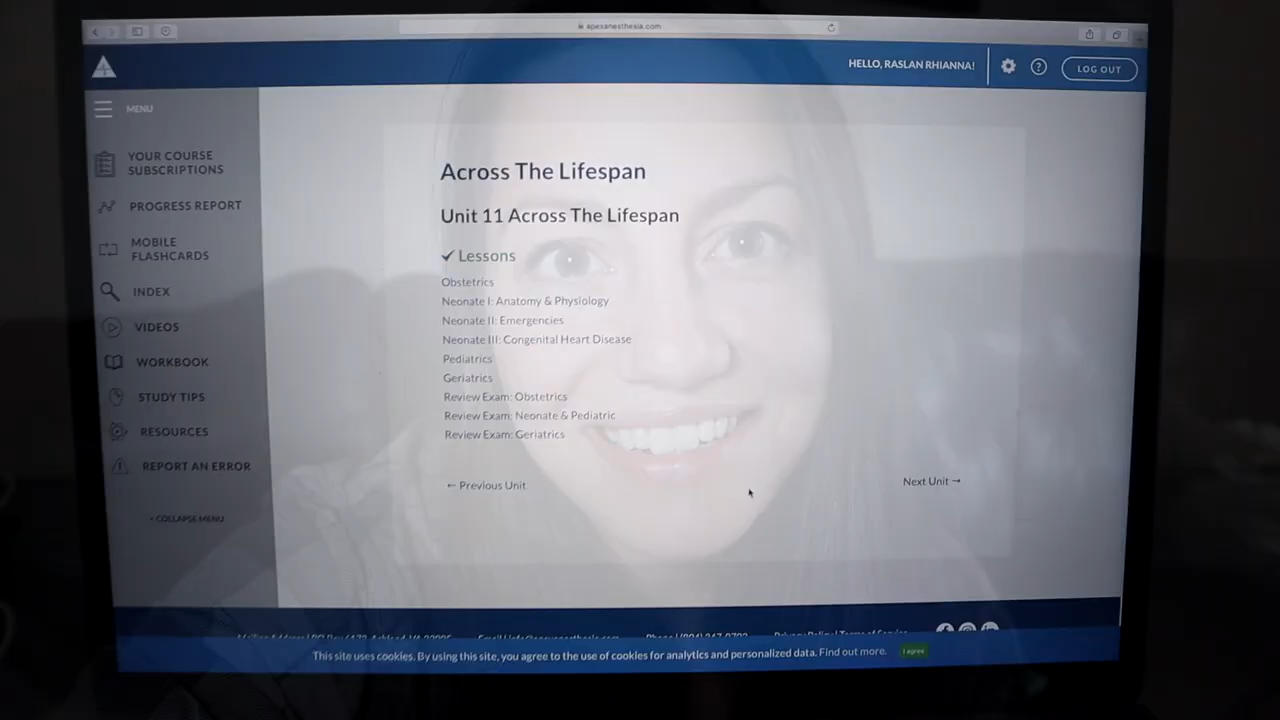 apexanesthesia.com
HELLO, RASLAN RHIANNA!
LOG OUT
MENU
YOUR COURSE
SUBSCRIPTIONS
PROGRESS REPORT
MOBILE
FLASHCARDS
INDEX
VIDEOS
WORKBOOK
STUDY TIPS
RESOURCES
REPORT AN ERROR
COLLAPSE MENU
Across The Lifespan
Unit 11 Across The Lifespan
✓ Lessons
Obstetrics
Neonate I: Anatomy & Physiology
Neonate II: Emergencies
Neonate III: Congenital Heart Disease
Pediatrics
Geriatrics
Review Exam: Obstetrics
Review Exam: Neonate & Pediatric
Review Exam: Geriatrics
← Previous Unit
Next Unit →
This site uses cookies. By using this site, you agree to the use of cookies for analytics and personalized data. Find out more.
I agree